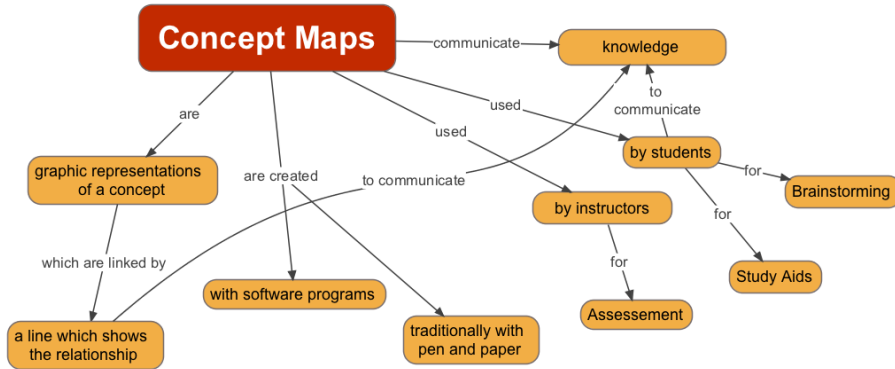 Concept Maps
communicate
knowledge
to
communicate
used
are
used
by students
for
graphic representations
of a concept
are created
to communicate
Brainstorming
by instructors
for
which are linked by
for
Study Aids
with software programs
Assessement
a line which shows
the relationship
traditionally with
pen and paper